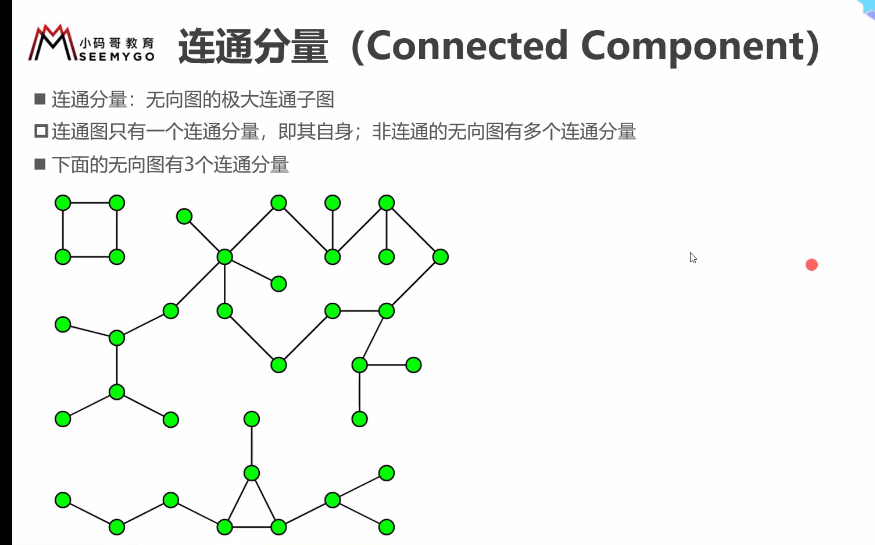 小码哥教育
SEEMYGO
连通分量（Connected Component）
连通分量：无向图的极大连通子图
连通图只有一个连通分量，即其自身；非连通的无向图有多个连通分量
下面的无向图有3个连通分量